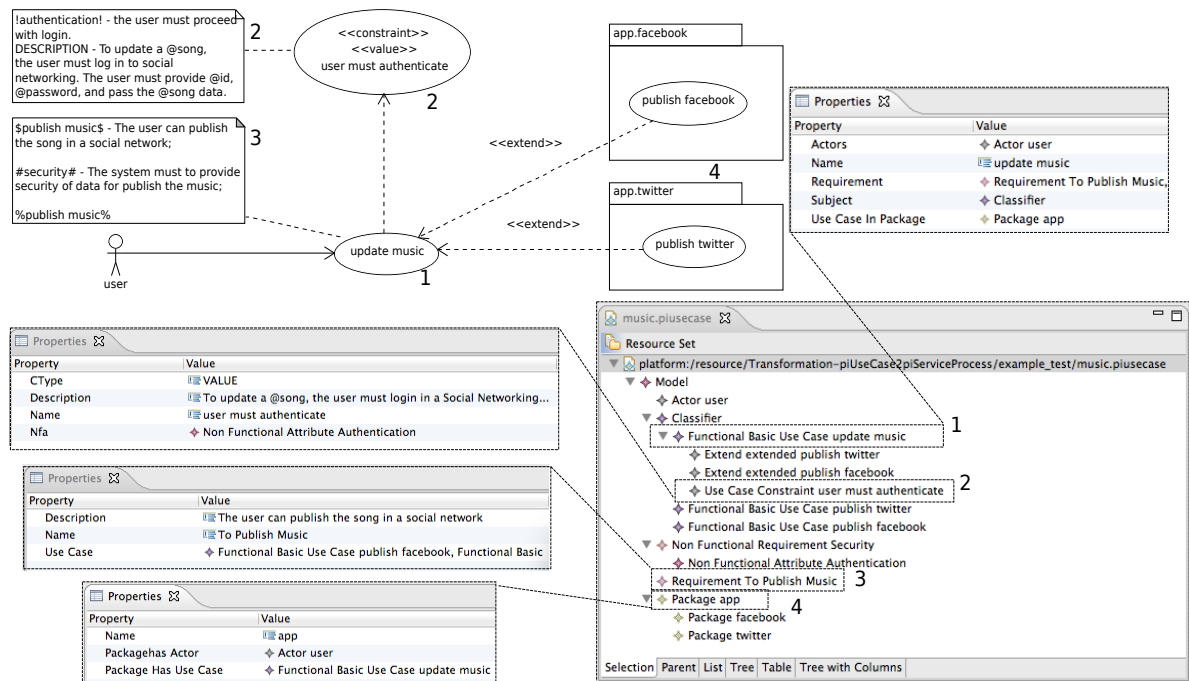 !authentication! - the user must proceed
with login.
DESCRIPTION - To update a @song,
the user must log in to social
networking. The user must provide @id,
@password, and pass the @song data.
2
<<constraint>>
<<value>>
user must authenticate
2
$publish music$ - The user can publish
the song in a social network;
#security# - The system must to provide
security of data for publish the music;
%publish music%
3
user
update music
1
<<extend>>
<<extend>>
app.facebook
publish facebook
4
app.twitter
publish twitter
Properties
Property Value
Actors Actor user
Name update music
Requirement Requirement To Publish Music,
Subject Classifier
Use Case In Package Package app
Properties
Property Value
CType VALUE
Description To update a @song, the user must login in a Social Networking...
Name user must authenticate
Nfa Non Functional Attribute Authentication
Properties
Property Value
Description The user can publish the song in a social network
Name To Publish Music
Use Case Functional Basic Use Case publish facebook, Functional Basic
Properties
Property Value
Name app
Packagehas Actor Actor user
Package Has Use Case Functional Basic Use Case update music
music.piusecase
Resource Set
platform:/resource/Transformation-piUseCase2piServiceProcess/example_test/music.piusecase
Model
Actor user
Classifier
Functional Basic Use Case update music
1
Extend extended publish twitter
Extend extended publish facebook
Use Case Constraint user must authenticate
2
Functional Basic Use Case publish twitter
Functional Basic Use Case publish facebook
Non Functional Requirement Security
Non Functional Attribute Authentication
Requirement To Publish Music
3
Package app
4
Package facebook
Package twitter
Selection Parent List Tree Table Tree with Columns